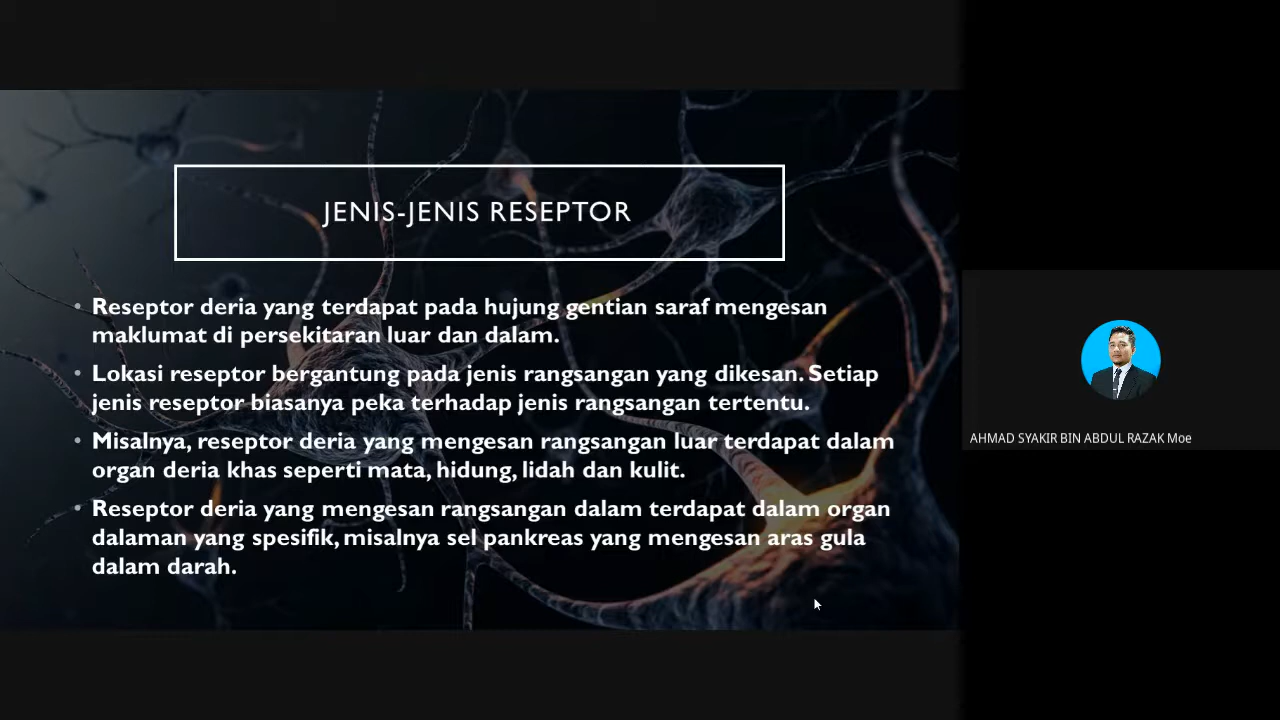 JENIS-JENIS RESEPTOR
Reseptor deria yang terdapat pada hujung gentian saraf mengesan
maklumat di persekitaran luar dan dalam.
Lokasi reseptor bergantung pada jenis rangsangan yang dikesan. Setiap
jenis reseptor biasanya peka terhadap jenis rangsangan tertentu.
Misalnya, reseptor deria yang mengesan rangsangan luar terdapat dalam
organ deria khas seperti mata, hidung, lidah dan kulit.
Reseptor deria yang mengesan rangsangan dalam terdapat dalam organ
dalaman yang spesifik, misalnya sel pankreas yang mengesan aras gula
dalam darah.
AHMAD SYAKIR BIN ABDUL RAZAK Moe